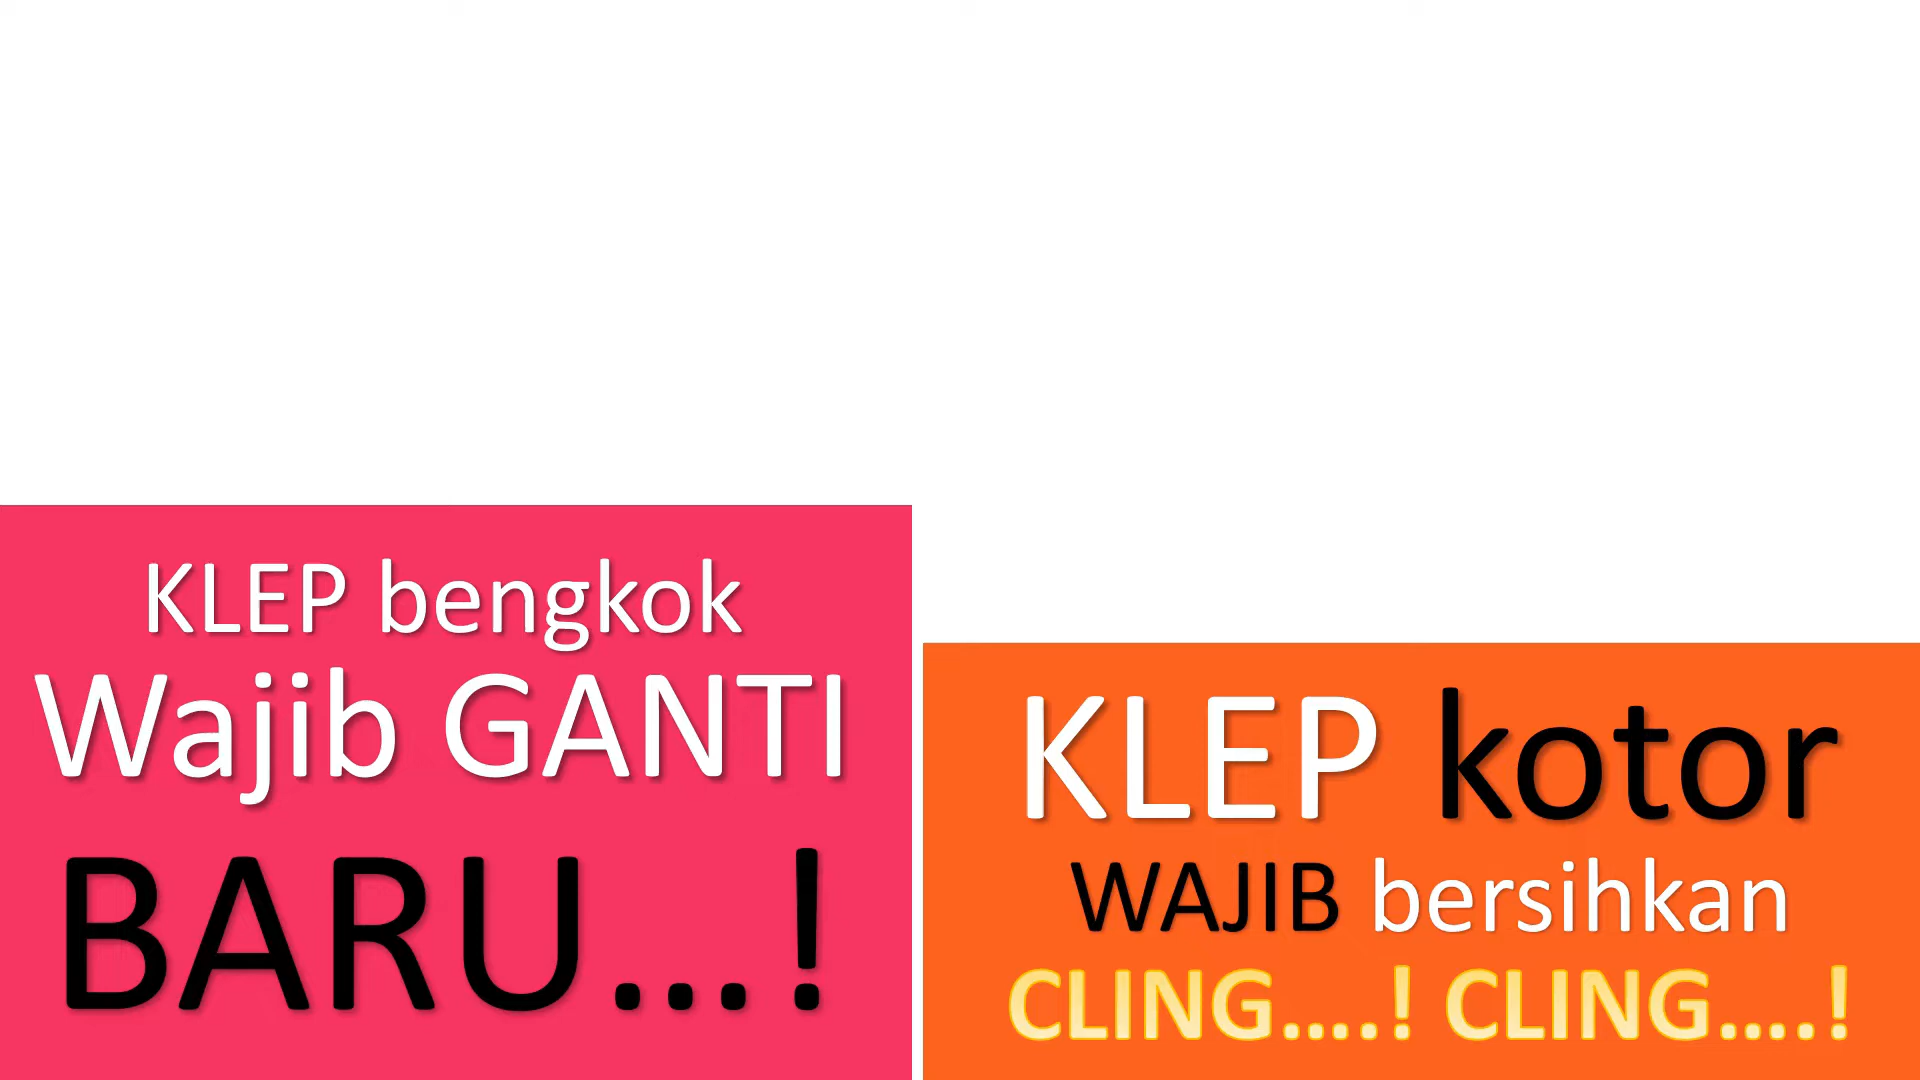 KLEP bengkok
Wajib GANTI
BARU...!
KLEP kotor
WAJIB bersihkan
CLING....! CLING....!